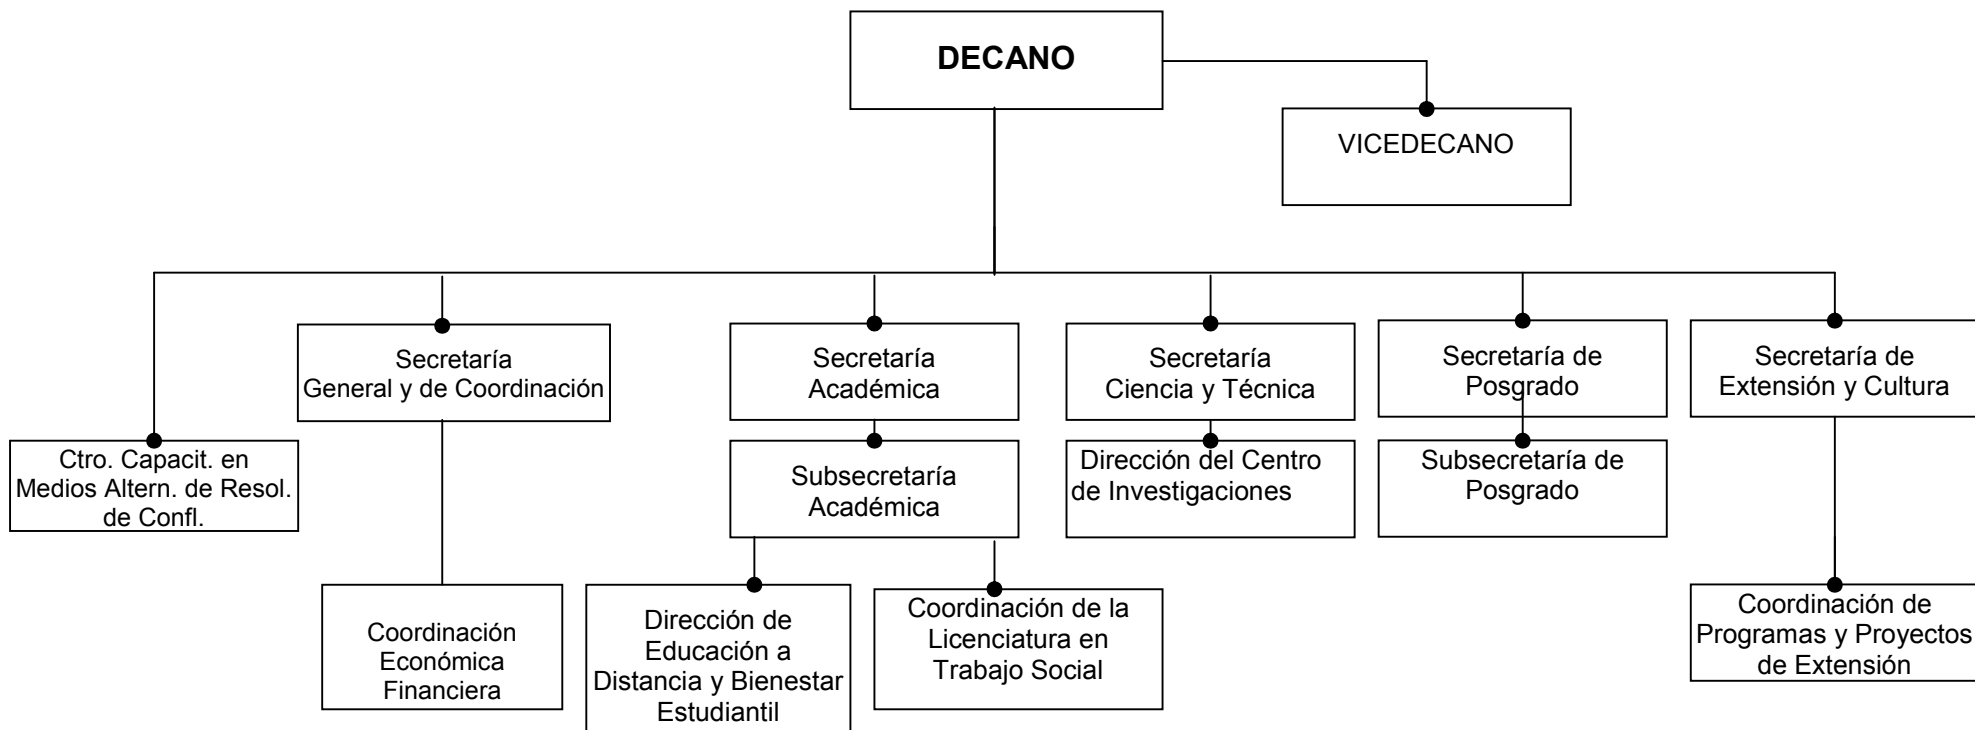 DECANO
VICEDECANO
Secretaría
General y de Coordinación
Secretaría
Académica
Secretaría
Ciencia y Técnica
Secretaría de
Posgrado
Secretaría de
Extensión y Cultura
Ctro. Capacit. en
Medios Altern. de Resol.
de Confl.
Subsecretaría
Académica
Dirección del Centro
de Investigaciones
Subsecretaría de
Posgrado
Coordinación
Económica
Financiera
Dirección de
Educación a
Distancia y Bienestar
Estudiantil
Coordinación de la
Licenciatura en
Trabajo Social
Coordinación de
Programas y Proyectos
de Extensión